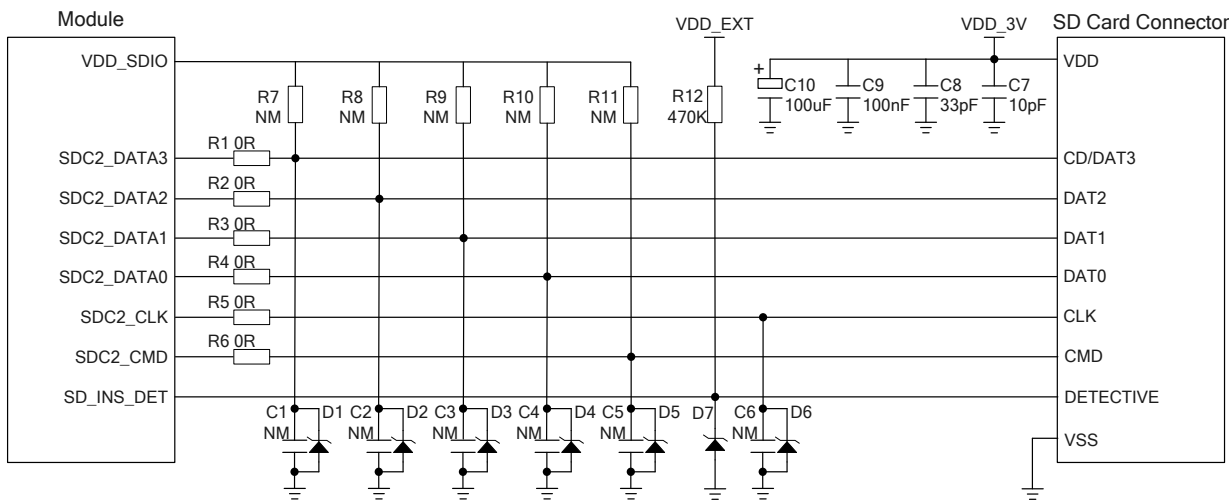 Module
VDD_EXT
VDD_3V
SD Card Connector
VDD_SDIO
VDD
R7
NM
R8
NM
R9
NM
R10
NM
R11
NM
R12
470K
+
C10
100uF
C9
100nF
C8
33pF
C7
10pF
SDC2_DATA3
R1 0R
CD/DAT3
SDC2_DATA2
R2 0R
DAT2
SDC2_DATA1
R3 0R
DAT1
SDC2_DATA0
R4 0R
DAT0
SDC2_CLK
R5 0R
CLK
SDC2_CMD
R6 0R
CMD
SD_INS_DET
DETECTIVE
C1
NM
D1
C2
NM
D2
C3
NM
D3
C4
NM
D4
C5
NM
D5
D7
C6
NM
D6
VSS